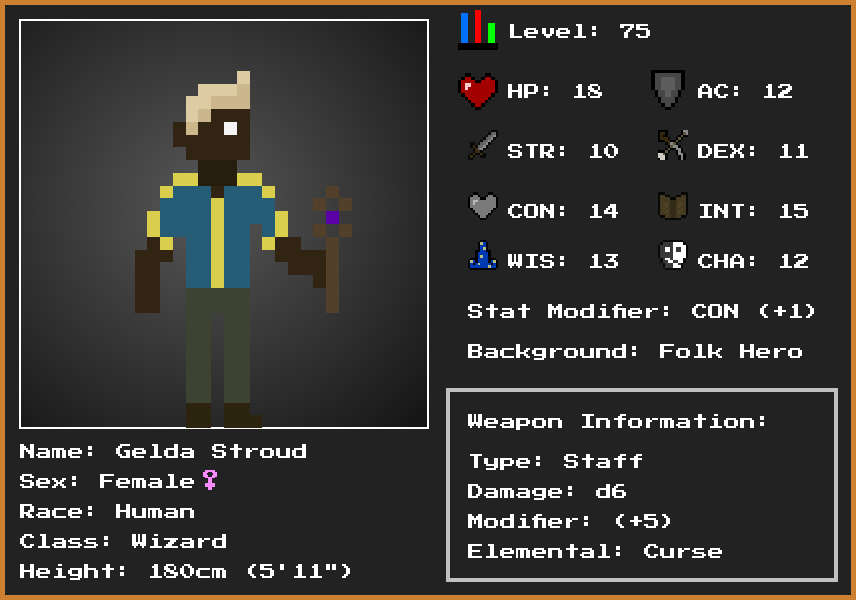 Level: 75
HP: 18
AC: 12
STR: 10
DEX: 11
CON: 14
INT: 15
WIS: 13
CHA: 12
Stat Modifier: CON (+1)
Background: Folk Hero
Weapon Information:
Type: Staff
Damage: d6
Modifier: (+5)
Elemental: Curse
Name: Gelda Stroud
Sex: Female♀
Race: Human
Class: Wizard
Height: 180cm (5'11")